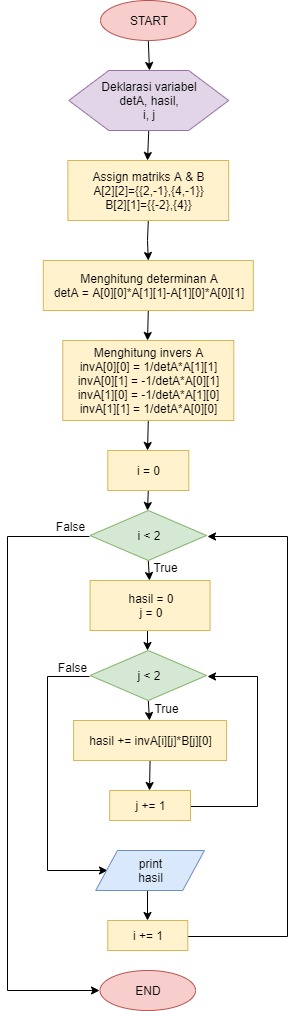 START
Deklarasi variabel
detA, hasil,
i, j
Assign matriks A & B
A[2][2]={{2,-1},{4,-1}}
B[2][1]={{-2},{4}}
Menghitung determinan A
detA = A[0][0]*A[1][1]-A[1][0]*A[0][1]
Menghitung invers A
invA[0][0] = 1/detA*A[1][1]
invA[0][1] = -1/detA*A[0][1]
invA[1][0] = -1/detA*A[1][0]
invA[1][1] = 1/detA*A[0][0]
i = 0
False
i < 2
True
hasil = 0
j = 0
False
j < 2
True
hasil += invA[i][j]*B[j][0]
j += 1
print
hasil
i += 1
END